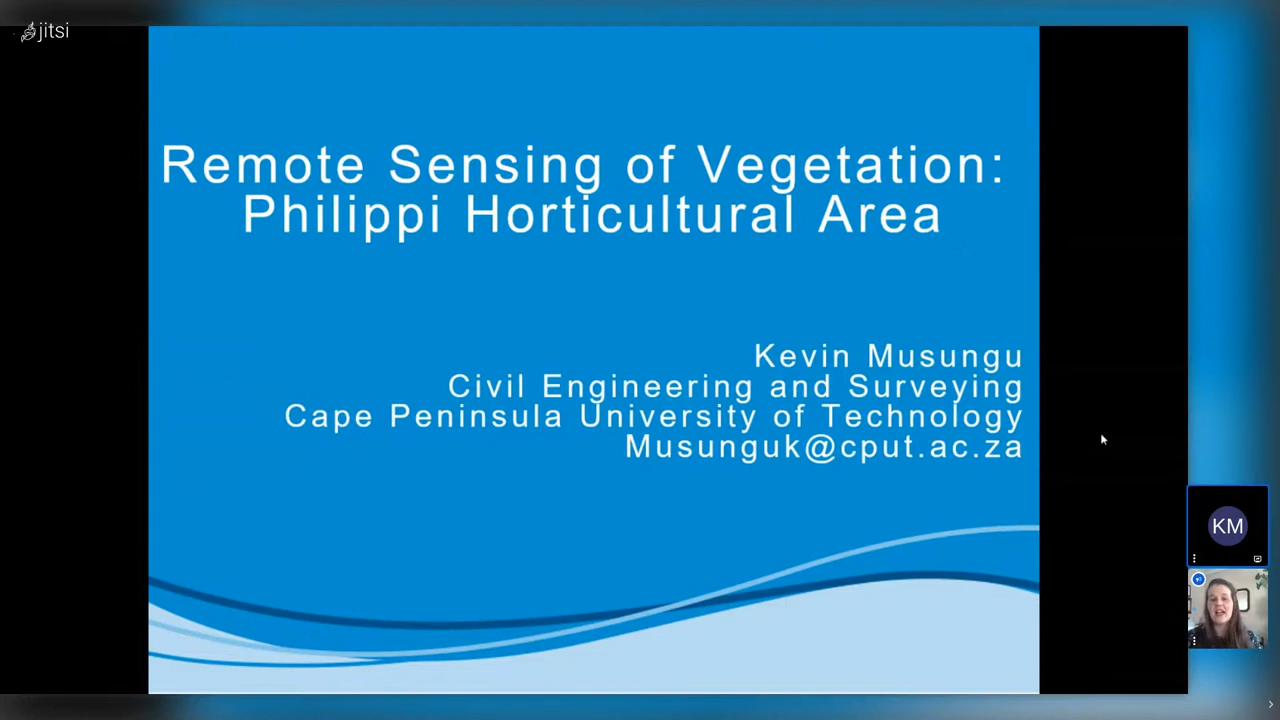 jitsi
Remote Sensing of Vegetation:
Philippi Horticultural Area
Kevin Musungu
Civil Engineering and Surveying
Cape Peninsula University of Technology
Musunguk@cput.ac.za
KM